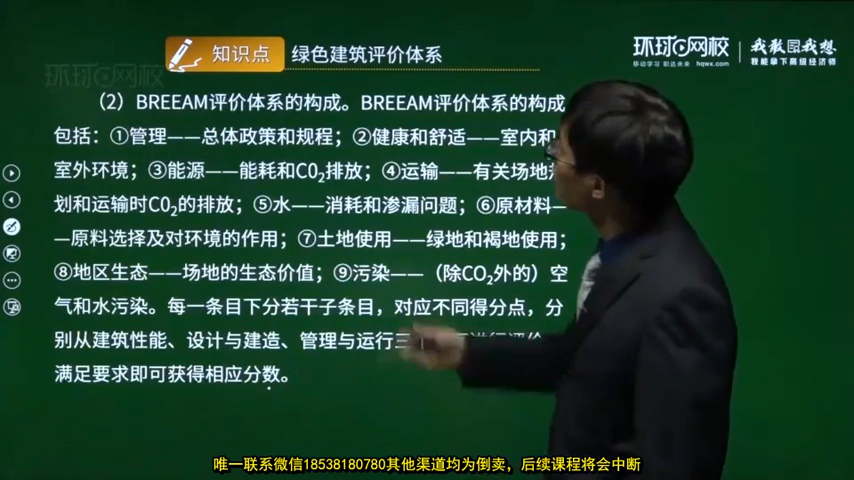 知识点 绿色建筑评价体系
环球网校
移动学习 职达未来 hqwx.com
我敢 我想
我能拿下高级经济师
环球网校
（2）BREEAM评价体系的构成。BREEAM评价体系的构成
包括：①管理——总体政策和规程；②健康和舒适——室内和
室外环境；③能源——能耗和CO2排放；④运输——有关场地
划和运输时CO2的排放；⑤水——消耗和渗漏问题；⑥原材料—
—原料选择及对环境的作用；⑦土地使用——绿地和褐地使用；
⑧地区生态——场地的生态价值；⑨污染——（除CO2外的）空
气和水污染。每一条目下分若干子条目，对应不同得分点，分
别从建筑性能、设计与建造、管理与运行三
满足要求即可获得相应分数。
唯一联系微信18538180780其他渠道均为倒卖，后续课程将会中断